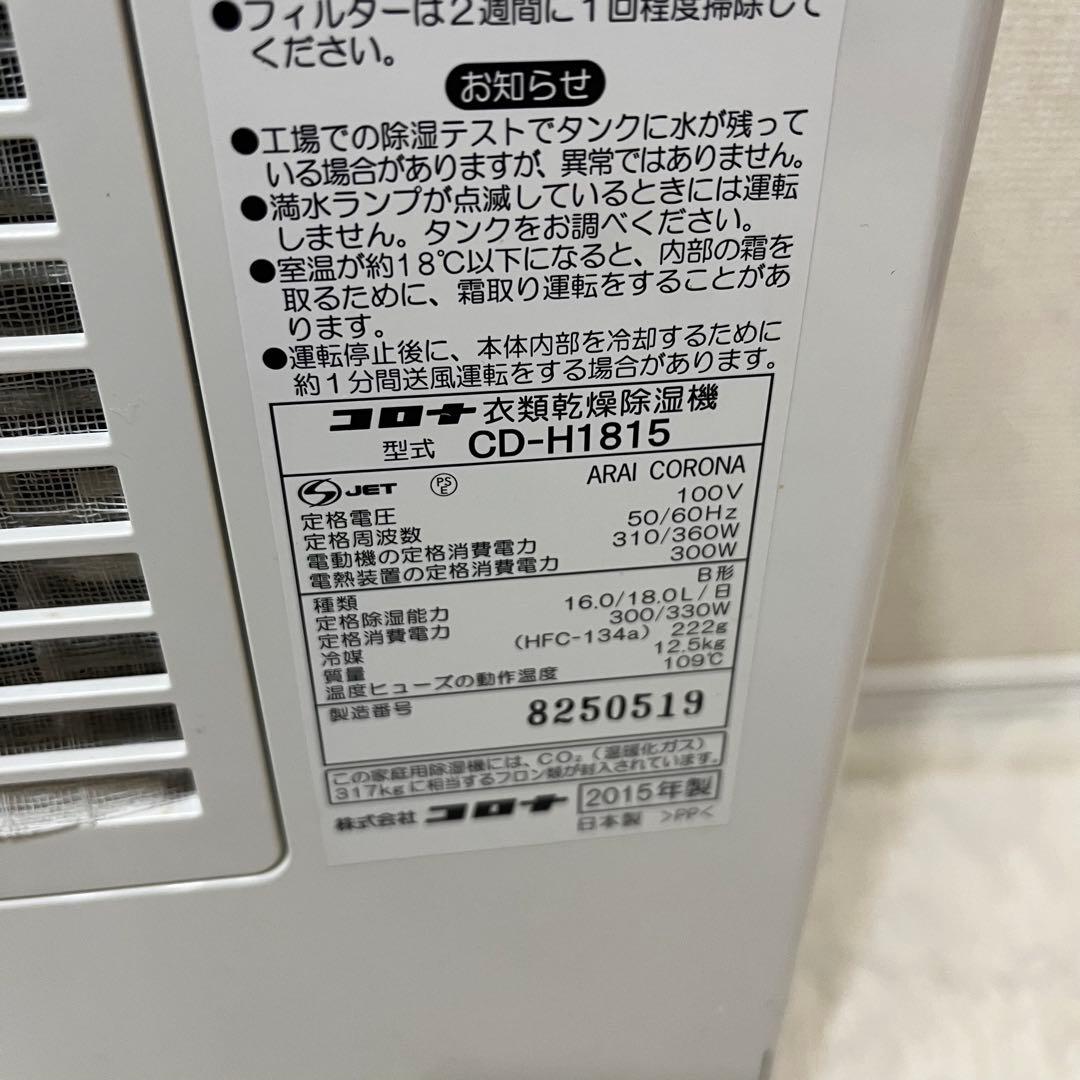 ●フィルターは2週間に1回程度掃除して
ください。
お知らせ
●工場での除湿テストでタンクに水が残って
いる場合がありますが、異常ではありません。
●満水ランプが点滅しているときには運転
しません。タンクをお調べください。
●室温が約18℃以下になると、内部の霜を
取るために、霜取り運転をすることがあ
ります。
●運転停止後に、本体内部を冷却するために
約1分間送風運転をする場合があります。
コロナ 衣類乾燥除湿機
型式 CD-H1815
JET PSE ARAI CORONA
定格電圧 100V
定格周波数 50/60Hz
電動機の定格消費電力 310/360W
電熱装置の定格消費電力 300W
種類 B形
定格除湿能力 16.0/18.0L/日
定格消費電力 300/330W
冷媒 (HFC-134a) 222g
質量 12.5kg
温度ヒューズの動作温度 109℃
製造番号 8250519
この家庭用除湿機には、CO₂（温暖化ガス）
317kgに相当するフロン類が封入されています。
株式会社 コロナ 2015年製
日本製 >PP<